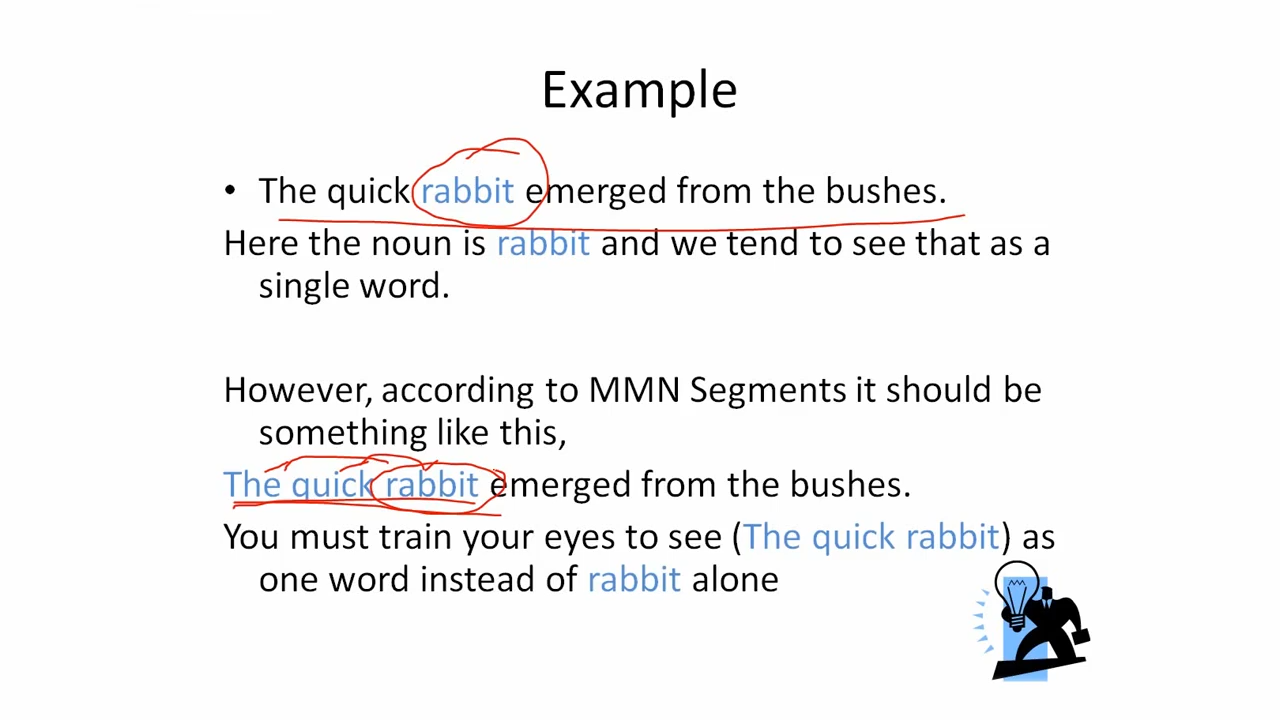 Example
• The quick rabbit emerged from the bushes.
Here the noun is rabbit and we tend to see that as a
single word.
However, according to MMN Segments it should be
something like this,
The quick rabbit emerged from the bushes.
You must train your eyes to see (The quick rabbit) as
one word instead of rabbit alone